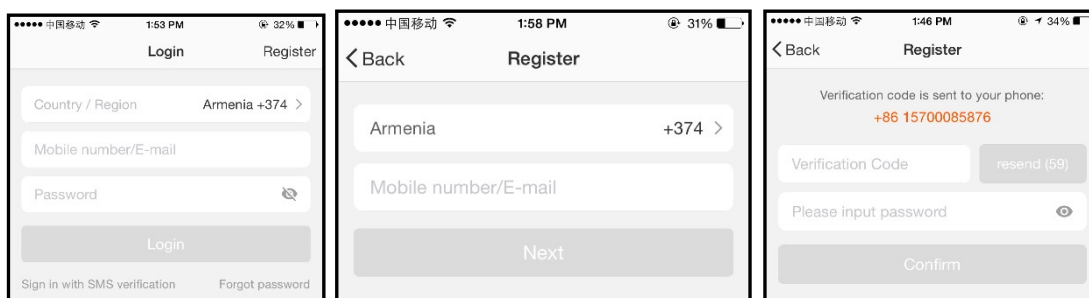 中国移动 1:53 PM 32%
Login Register
Country / Region Armenia +374 >
Mobile number/E-mail
Password
Login
Sign in with SMS verification Forgot password
中国移动 1:58 PM 31%
< Back Register
Armenia +374 >
Mobile number/E-mail
Next
中国移动 1:46 PM 34%
< Back Register
Verification code is sent to your phone:
+86 15700085876
Verification Code resend (59)
Please input password
Confirm